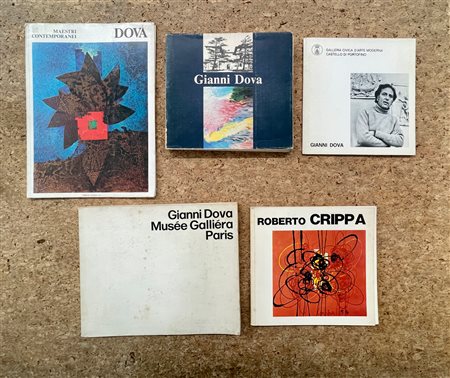 MAESTRI
CONTEMPORANEI
DOVA
Gianni Dova
GALLERIA CIVICA D'ARTE MODERNA
CASTELLO DI PORTOFINO
GIANNI DOVA
Gianni Dova
Musée Galliéra
Paris
ROBERTO CRIPPA